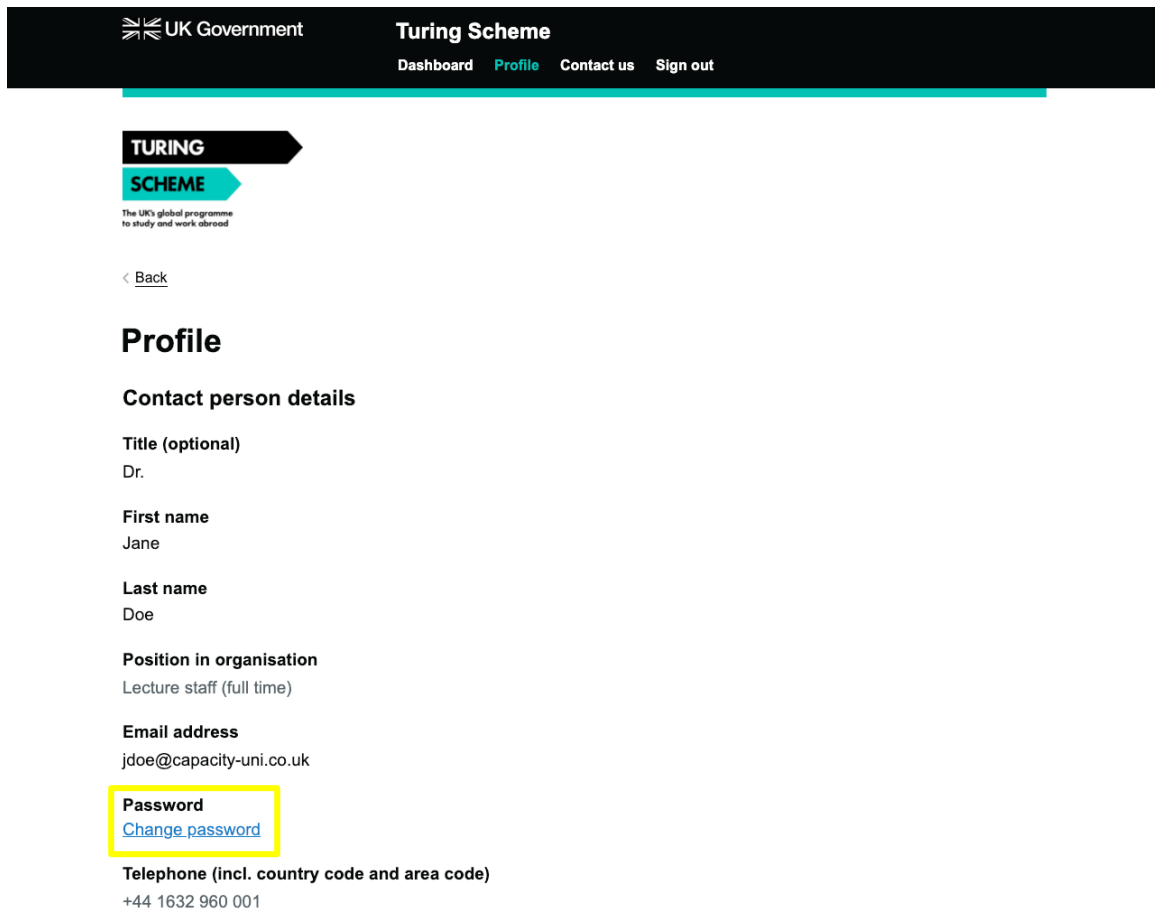 UK Government
Turing Scheme
Dashboard Profile Contact us Sign out
TURING
SCHEME
The UK's global programme
to study and work abroad
Back
Profile
Contact person details
Title (optional)
Dr.
First name
Jane
Last name
Doe
Position in organisation
Lecture staff (full time)
Email address
jdoe@capacity-uni.co.uk
Password
Change password
Telephone (incl. country code and area code)
+44 1632 960 001